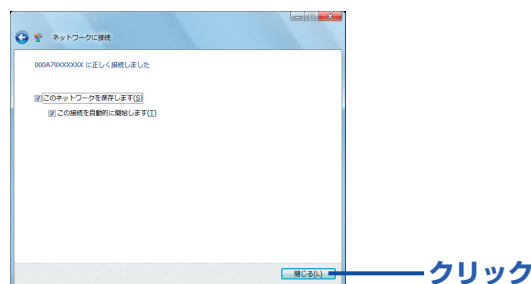 ネットワークに接続
000A79XXXXXX に正しく接続しました
このネットワークを保存します(S)
この接続を自動的に開始します(T)
閉じる(L)
クリック